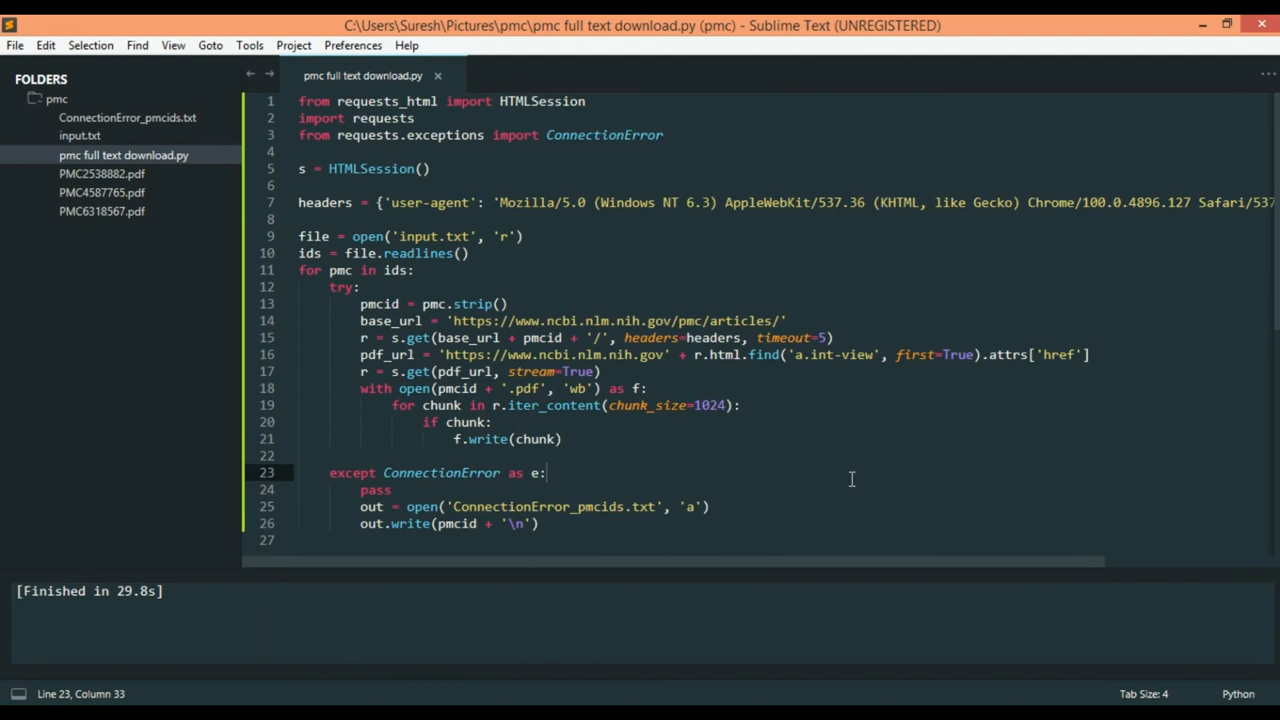 C:\Users\Suresh\Pictures\pmc\pmc full text download.py (pmc) - Sublime Text (UNREGISTERED)
File Edit Selection Find View Goto Tools Project Preferences Help
FOLDERS
pmc
ConnectionError_pmcids.txt
input.txt
pmc full text download.py
PMC2538882.pdf
PMC4587765.pdf
PMC6318567.pdf
pmc full text download.py
1 from requests_html import HTMLSession
2 import requests
3 from requests.exceptions import ConnectionError
4
5 s = HTMLSession()
6
7 headers = {'user-agent': 'Mozilla/5.0 (Windows NT 6.3) AppleWebKit/537.36 (KHTML, like Gecko) Chrome/100.0.4896.127 Safari/537
8
9 file = open('input.txt', 'r')
10 ids = file.readlines()
11 for pmc in ids:
12     try:
13         pmcid = pmc.strip()
14         base_url = 'https://www.ncbi.nlm.nih.gov/pmc/articles/'
15         r = s.get(base_url + pmcid + '/', headers=headers, timeout=5)
16         pdf_url = 'https://www.ncbi.nlm.nih.gov' + r.html.find('a.int-view', first=True).attrs['href']
17         r = s.get(pdf_url, stream=True)
18         with open(pmcid + '.pdf', 'wb') as f:
19             for chunk in r.iter_content(chunk_size=1024):
20                 if chunk:
21                     f.write(chunk)
22
23     except ConnectionError as e:
24         pass
25         out = open('ConnectionError_pmcids.txt', 'a')
26         out.write(pmcid + '\n')
27
[Finished in 29.8s]
Line 23, Column 33
Tab Size: 4
Python